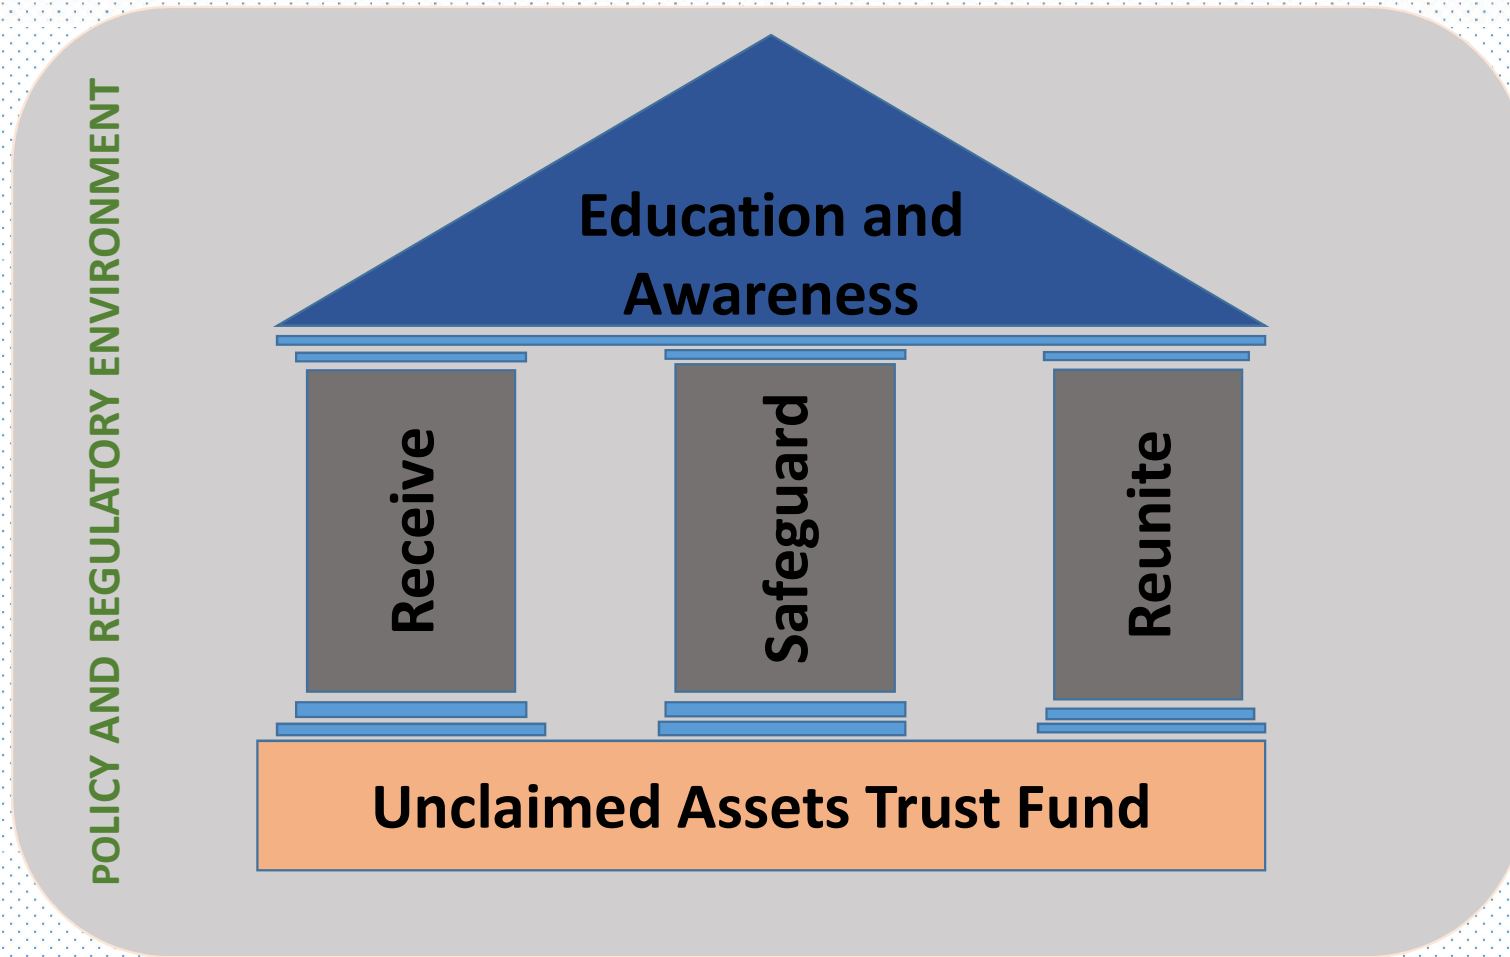 POLICY AND REGULATORY ENVIRONMENT
Education and
Awareness
Receive
Safeguard
Reunite
Unclaimed Assets Trust Fund